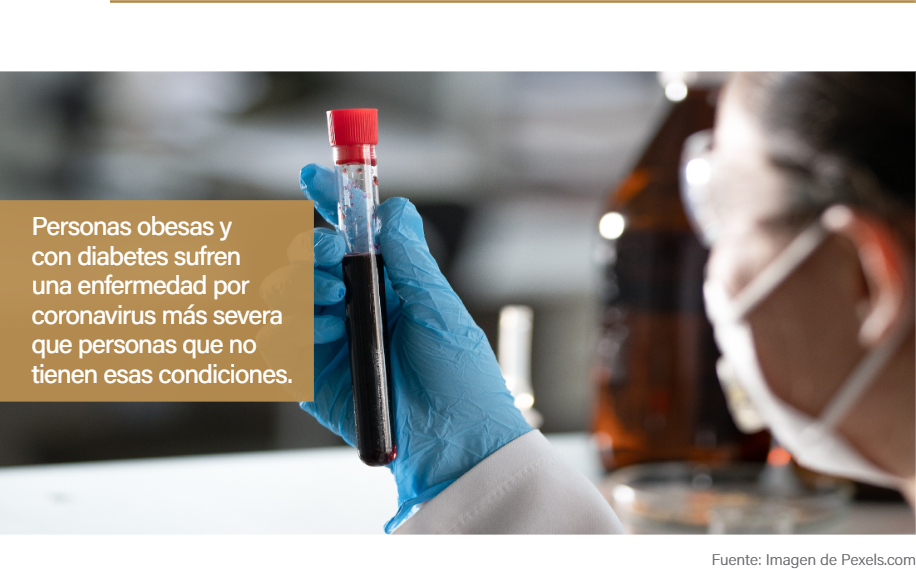 Personas obesas y
con diabetes sufren
una enfermedad por
coronavirus más severa
que personas que no
tienen esas condiciones.
Fuente: Imagen de Pexels.com